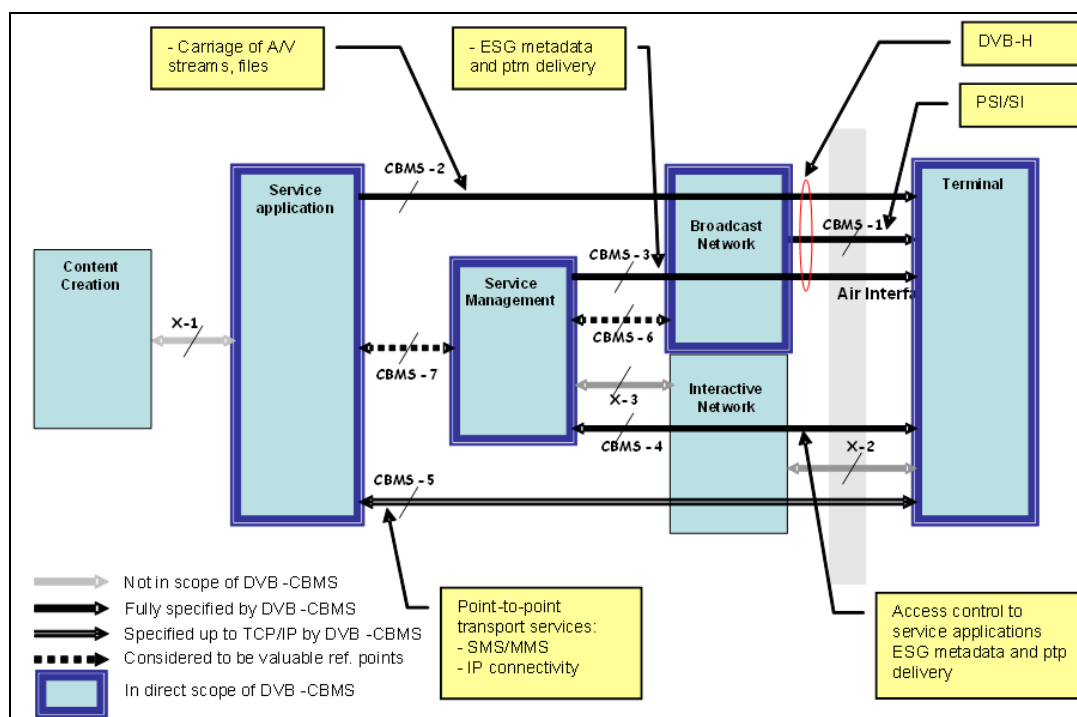 - Carriage of A/V
streams, files
- ESG metadata
and ptm delivery
DVB-H
PSI/SI
CBMS-2
Service
application
Terminal
Broadcast
Network
CBMS-1
CBMS-3
Content
Creation
Service
Management
Air Interfa
X-1
CBMS-6
CBMS-7
X-3
Interactive
Network
CBMS-4
X-2
CBMS-5
Not in scope of DVB-CBMS
Fully specified by DVB-CBMS
Specified up to TCP/IP by DVB-CBMS
Considered to be valuable ref. points
In direct scope of DVB-CBMS
Point-to-point
transport services:
- SMS/MMS
- IP connectivity
Access control to
service applications
ESG metadata and ptp
delivery